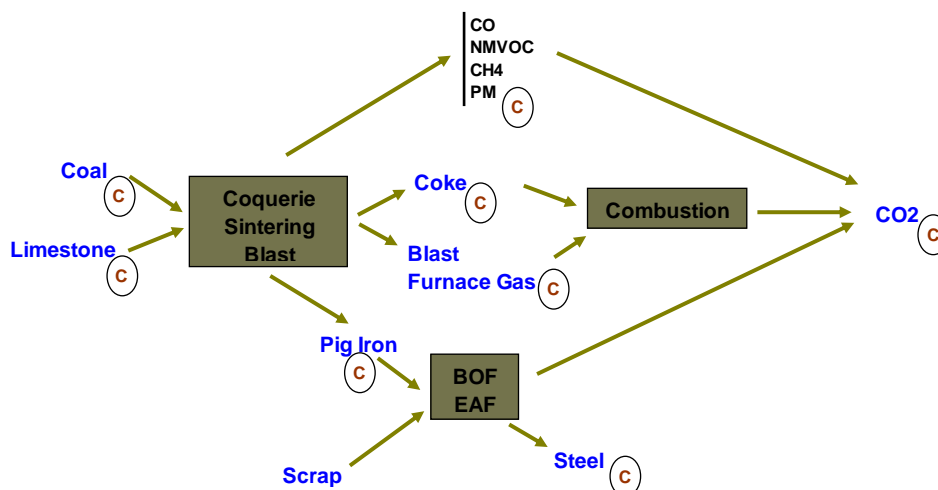 CO
NMVOC
CH4
PM
C
Coal
C
Limestone
C
Coquerie
Sintering
Blast
Coke
C
Blast
Furnace Gas
C
Combustion
CO2
C
Pig Iron
C
BOF
EAF
Scrap
Steel
C